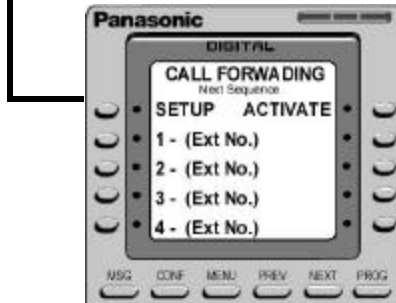 Panasonic
DIGITAL
CALL FORWADING
Next Sequence
SETUP ACTIVATE
1 - (Ext No.)
2 - (Ext No.)
3 - (Ext No.)
4 - (Ext No.)
MSG CONF MENU PREV NEXT PROG